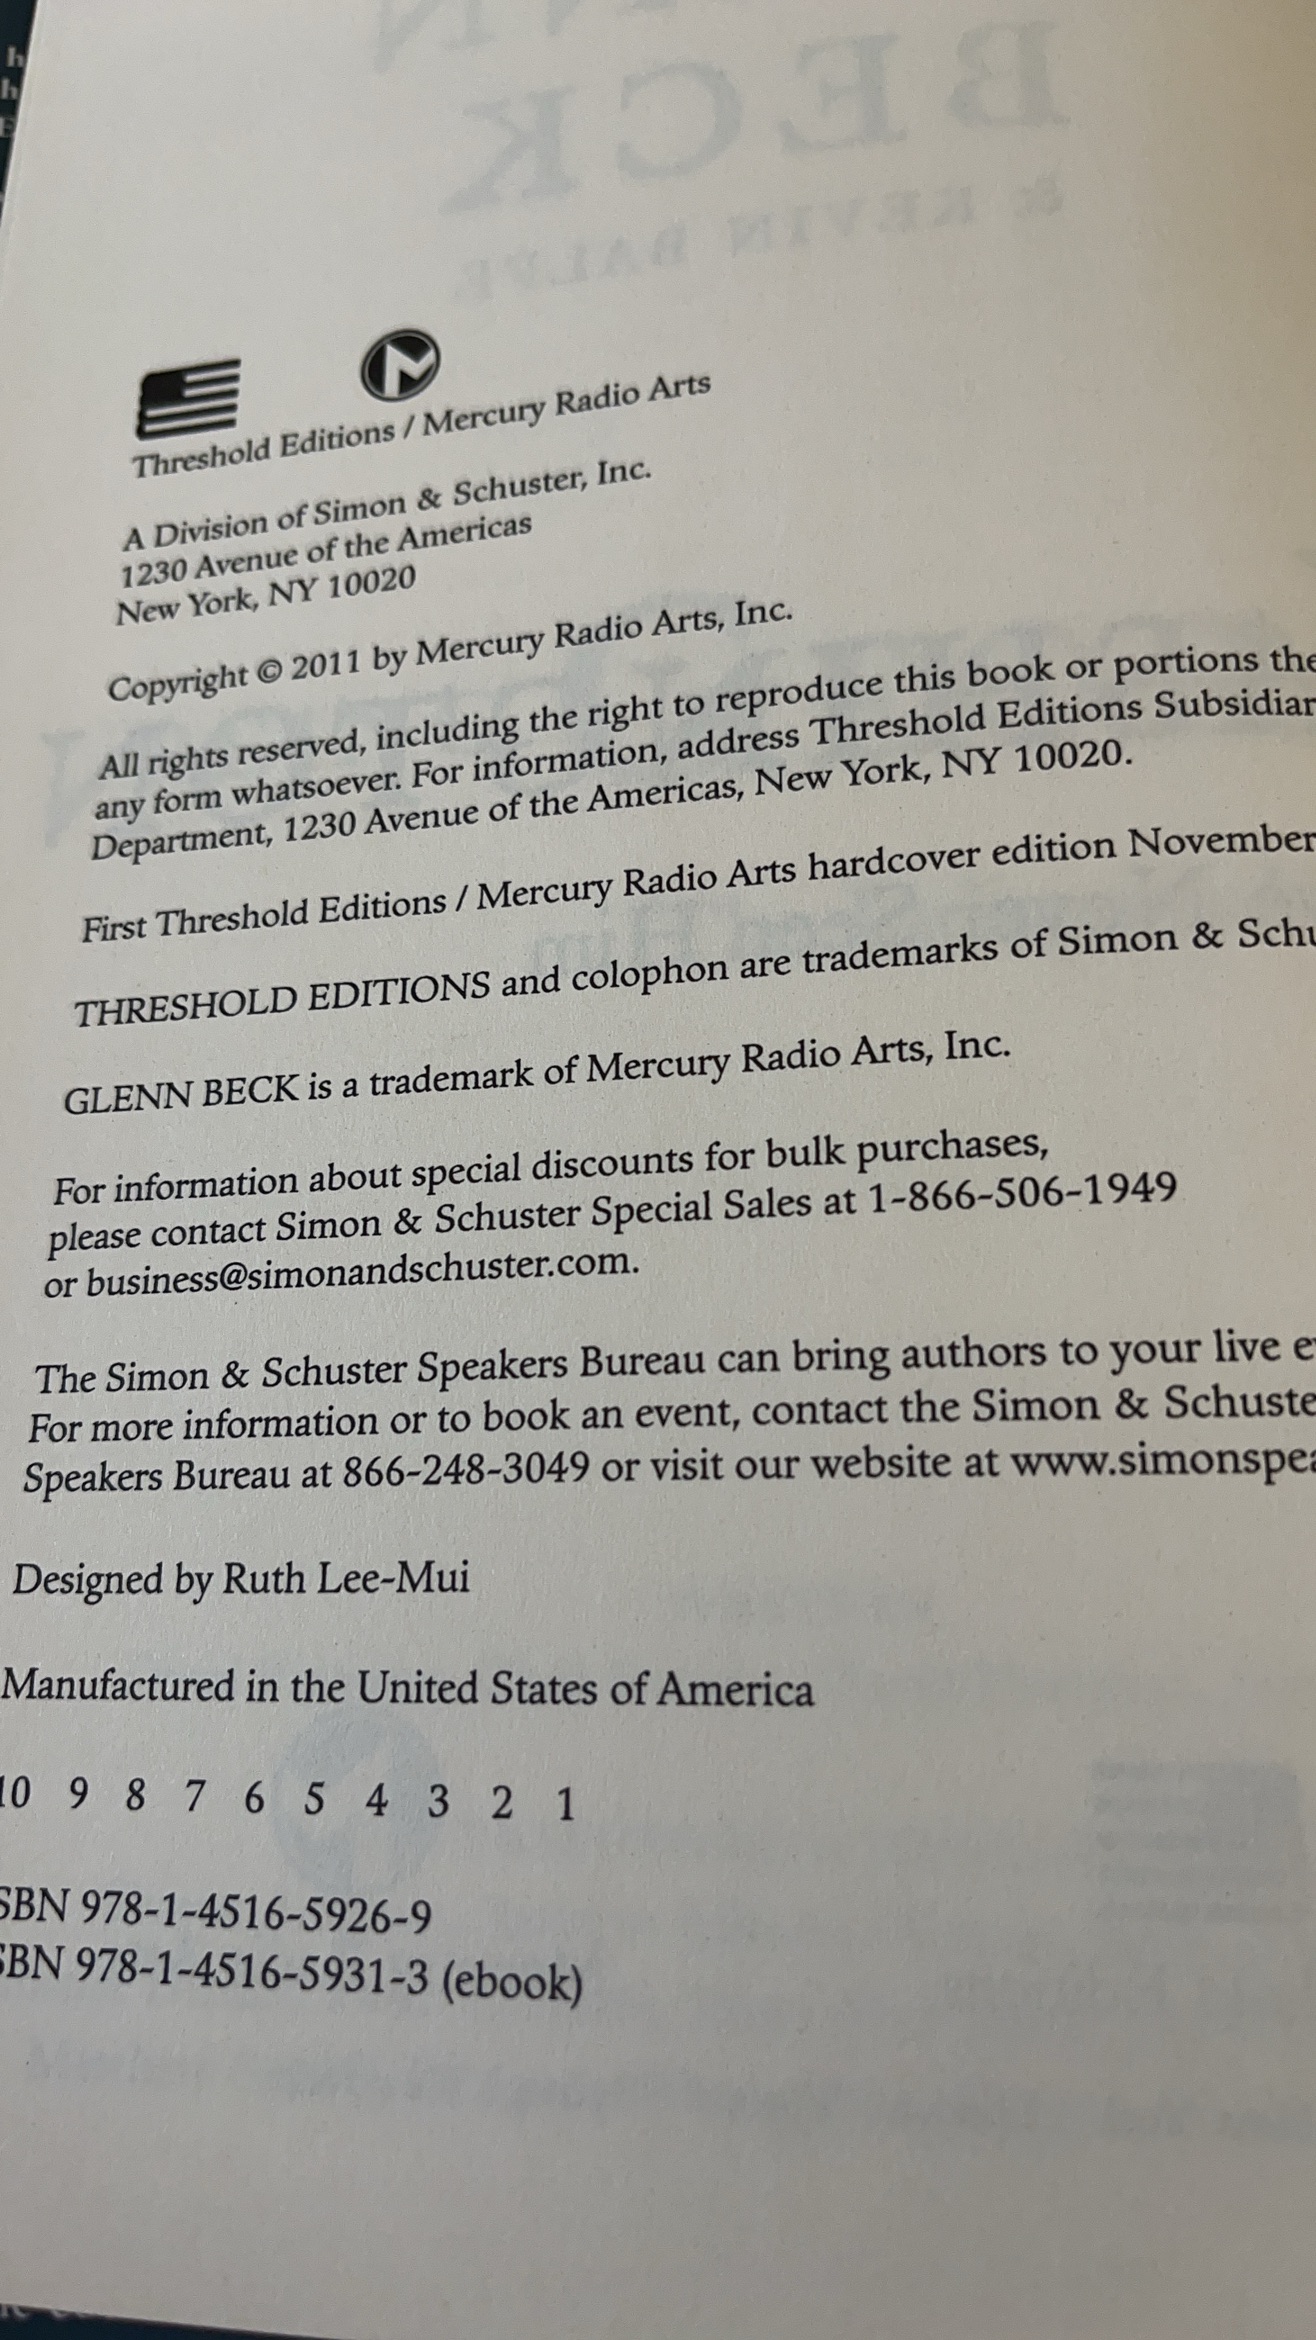 BECK
& KEVIN BALFE
Threshold Editions / Mercury Radio Arts
A Division of Simon & Schuster, Inc.
1230 Avenue of the Americas
New York, NY 10020
Copyright © 2011 by Mercury Radio Arts, Inc.
All rights reserved, including the right to reproduce this book or portions the
any form whatsoever. For information, address Threshold Editions Subsidiar
Department, 1230 Avenue of the Americas, New York, NY 10020.
First Threshold Editions / Mercury Radio Arts hardcover edition November
THRESHOLD EDITIONS and colophon are trademarks of Simon & Schu
GLENN BECK is a trademark of Mercury Radio Arts, Inc.
For information about special discounts for bulk purchases,
please contact Simon & Schuster Special Sales at 1-866-506-1949
or business@simonandschuster.com.
The Simon & Schuster Speakers Bureau can bring authors to your live e
For more information or to book an event, contact the Simon & Schuste
Speakers Bureau at 866-248-3049 or visit our website at www.simonspea
Designed by Ruth Lee-Mui
Manufactured in the United States of America
10 9 8 7 6 5 4 3 2 1
SBN 978-1-4516-5926-9
SBN 978-1-4516-5931-3 (ebook)